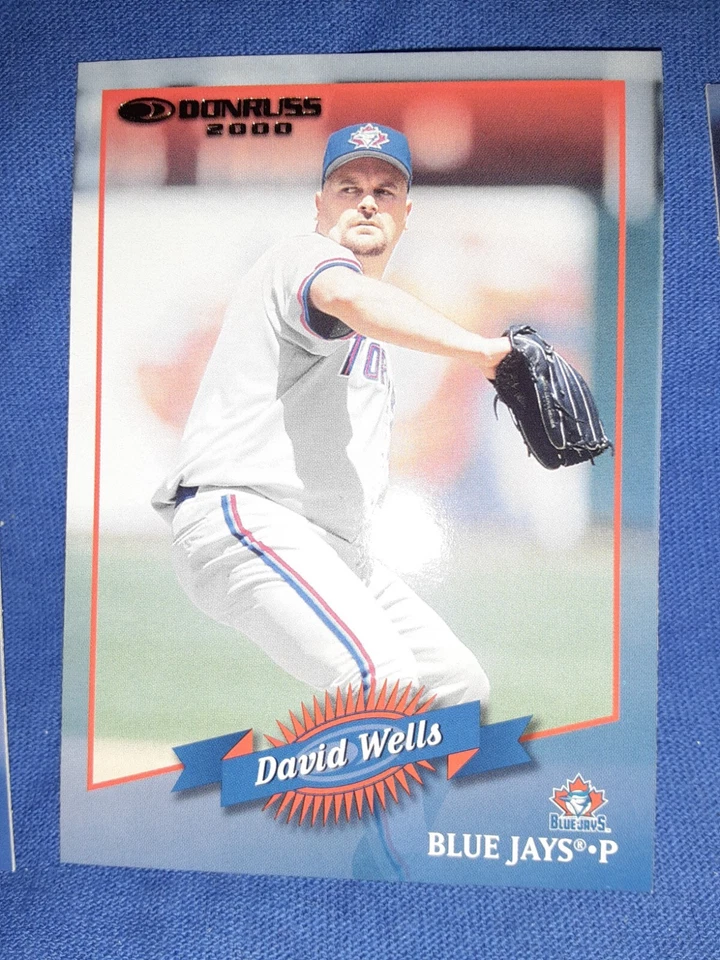 DONRUSS
2000
TOR
David Wells
BLUE JAYS
BLUE JAYS®•P